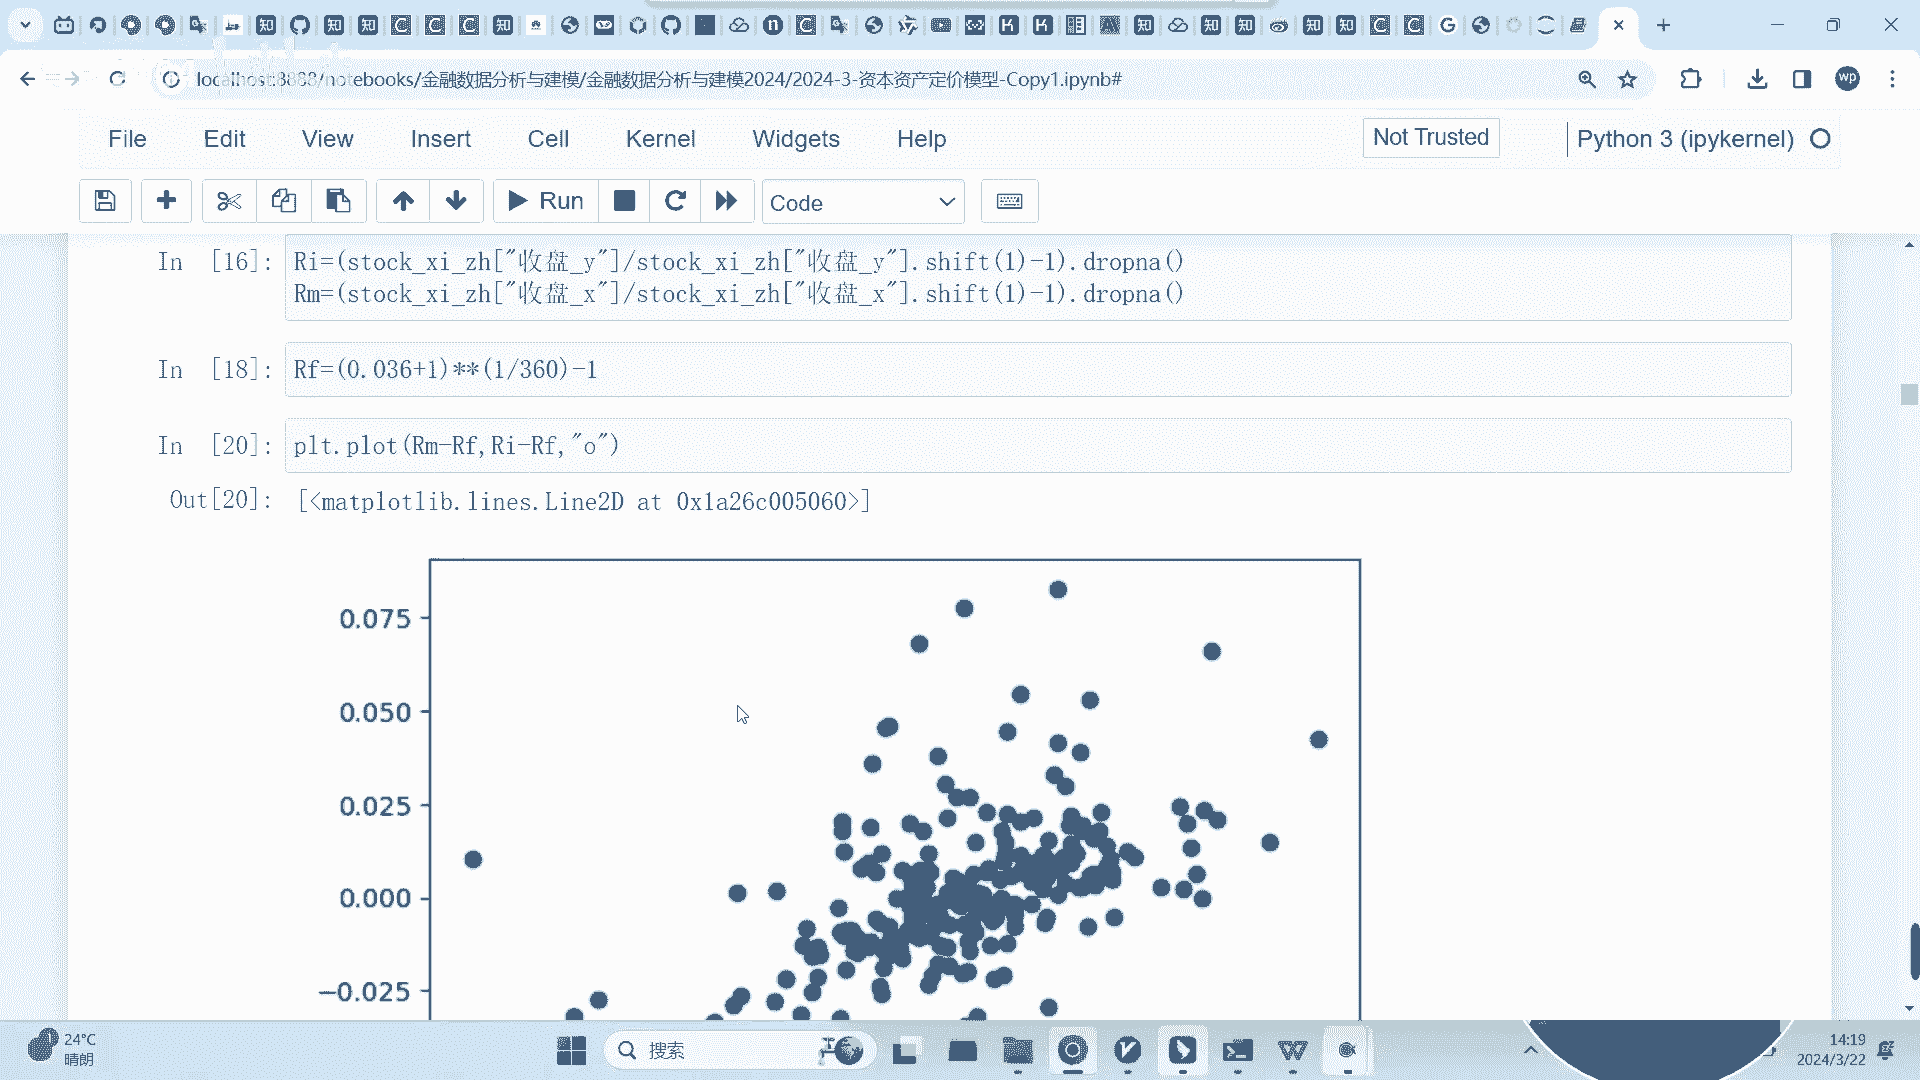 localhost:8888/notebooks/金融数据分析与建模/金融数据分析与建模2024/2024-3-资本资产定价模型-Copy1.ipynb#
wp
File Edit View Insert Cell Kernel Widgets Help Not Trusted Python 3 (ipykernel)
Run Code
In [16]: Ri=(stock_xi_zh["收盘_y"]/stock_xi_zh["收盘_y"].shift(1)-1).dropna()
Rm=(stock_xi_zh["收盘_x"]/stock_xi_zh["收盘_x"].shift(1)-1).dropna()
In [18]: Rf=(0.036+1)**(1/360)-1
In [20]: plt.plot(Rm-Rf,Ri-Rf,"o")
Out[20]: [<matplotlib.lines.Line2D at 0x1a26c005060>]
0.075
0.050
0.025
0.000
−0.025
24°C
晴朗
搜索
14:19
2024/3/22